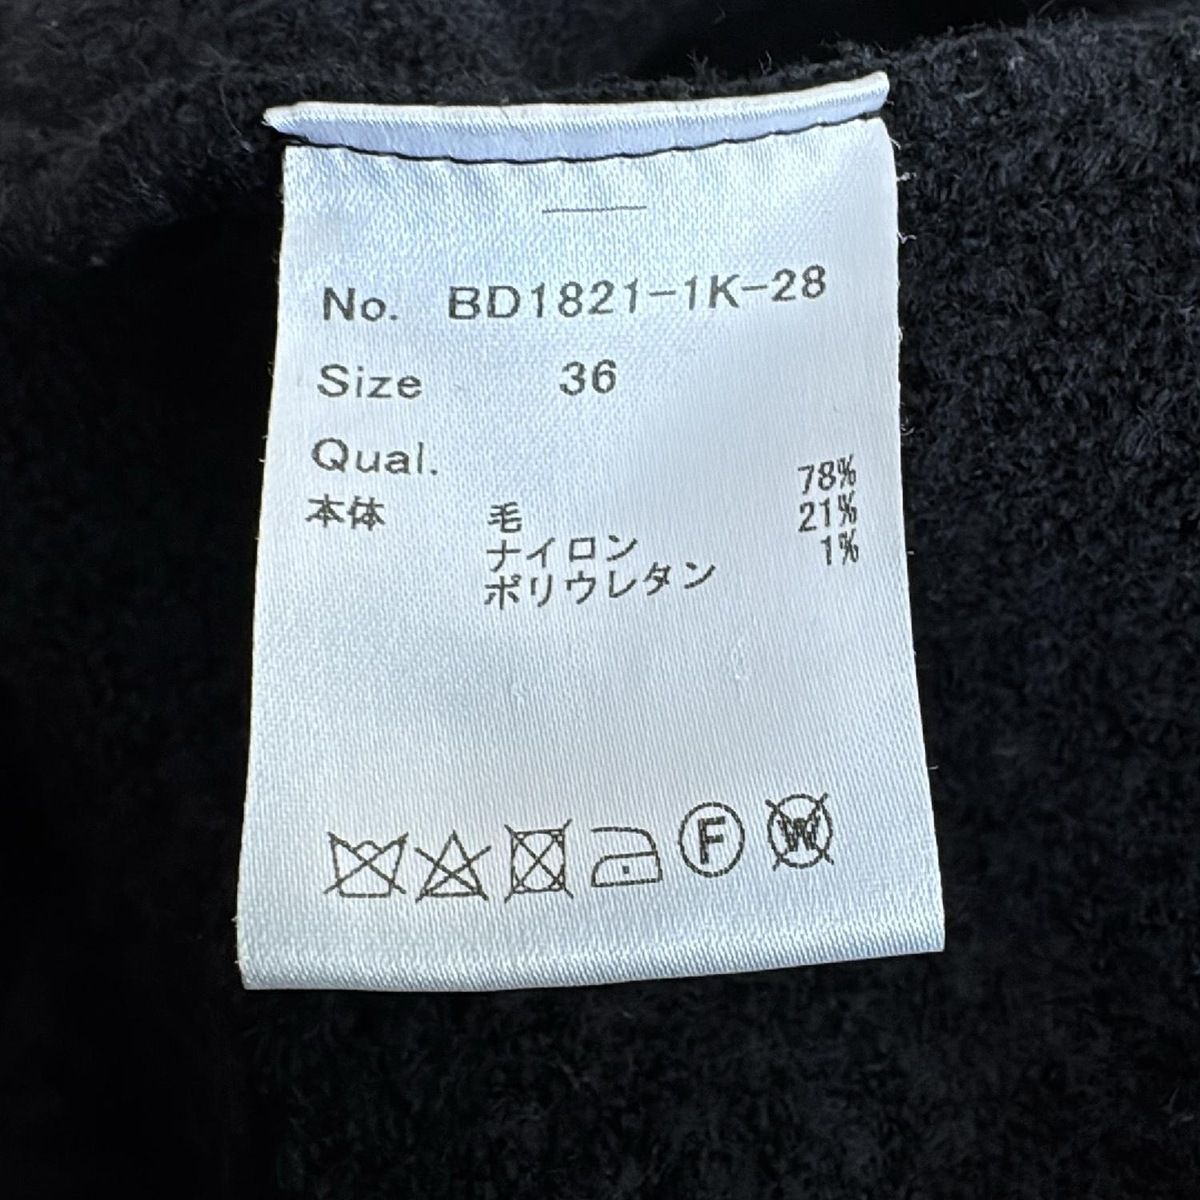 No. BD1821-1K-28
Size 36
Qual.
本体 毛 78%
ナイロン 21%
ポリウレタン 1%
F W